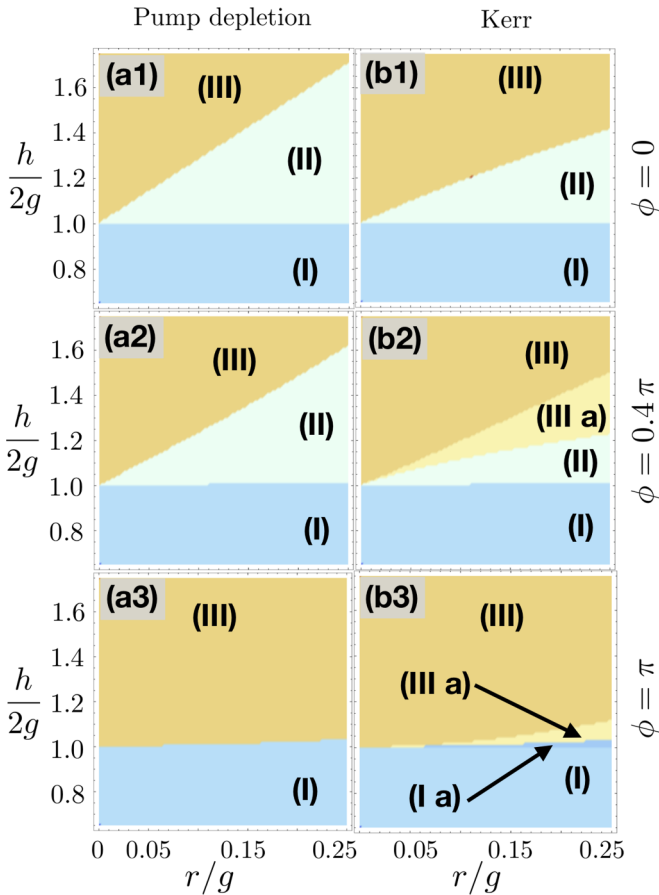 Pump depletion Kerr
(a1) (III) (II) (I)
1.6
1.4
1.2
1.0
0.8
h/2g
(b1) (III) (II) (I)
ϕ = 0
(a2) (III) (II) (I)
1.6
1.4
1.2
1.0
0.8
h/2g
(b2) (III) (III a) (II) (I)
ϕ = 0.4 π
(a3) (III) (I)
1.6
1.4
1.2
1.0
0.8
h/2g
(b3) (III) (III a) (I a) (I)
ϕ = π
0 0.05 0.15 0.25 0.05 0.15 0.25
r/g r/g